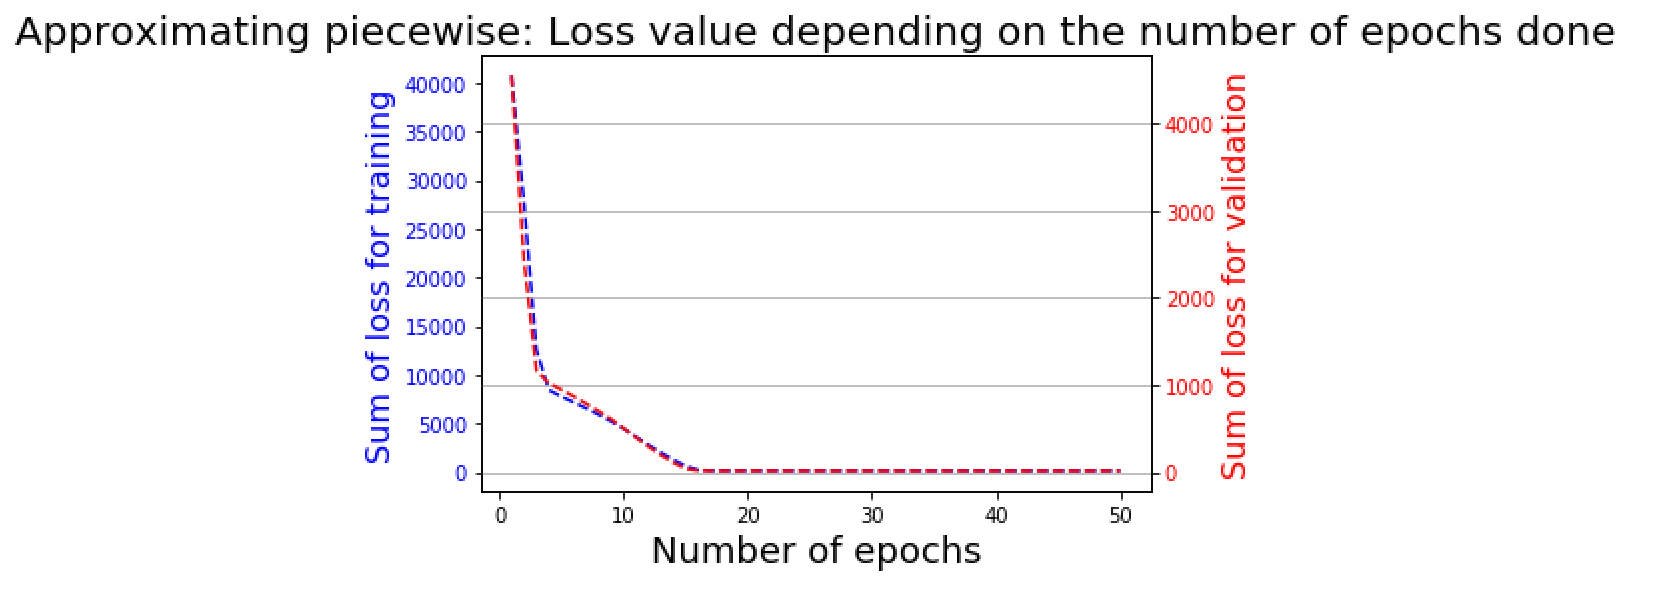 Approximating piecewise: Loss value depending on the number of epochs done
Sum of loss for training
40000
35000
30000
25000
20000
15000
10000
5000
0
4000
3000
2000
1000
0
Sum of loss for validation
0 10 20 30 40 50
Number of epochs